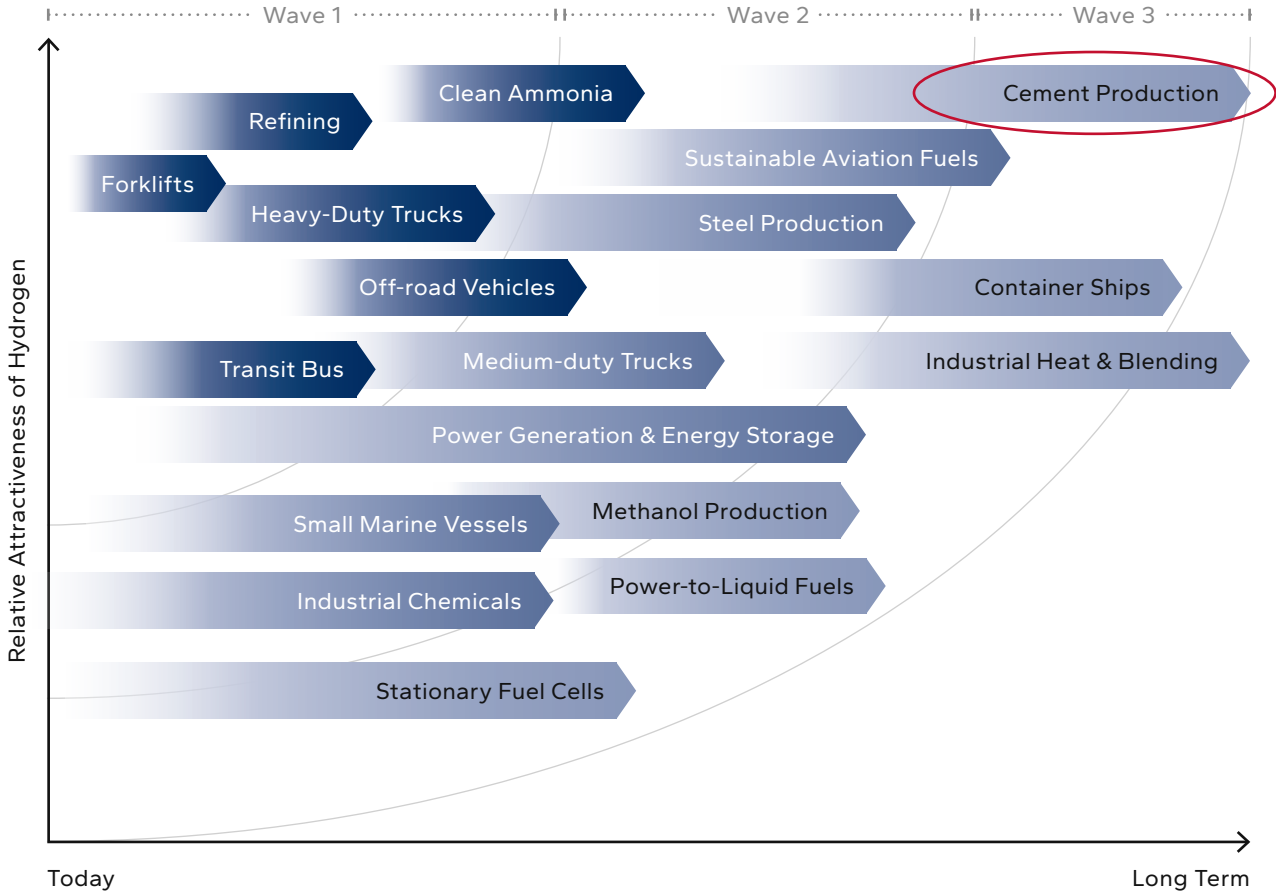 Wave 1
Wave 2
Wave 3
Relative Attractiveness of Hydrogen
Clean Ammonia
Cement Production
Refining
Sustainable Aviation Fuels
Forklifts
Heavy-Duty Trucks
Steel Production
Off-road Vehicles
Container Ships
Transit Bus
Medium-duty Trucks
Industrial Heat & Blending
Power Generation & Energy Storage
Small Marine Vessels
Methanol Production
Industrial Chemicals
Power-to-Liquid Fuels
Stationary Fuel Cells
Today
Long Term